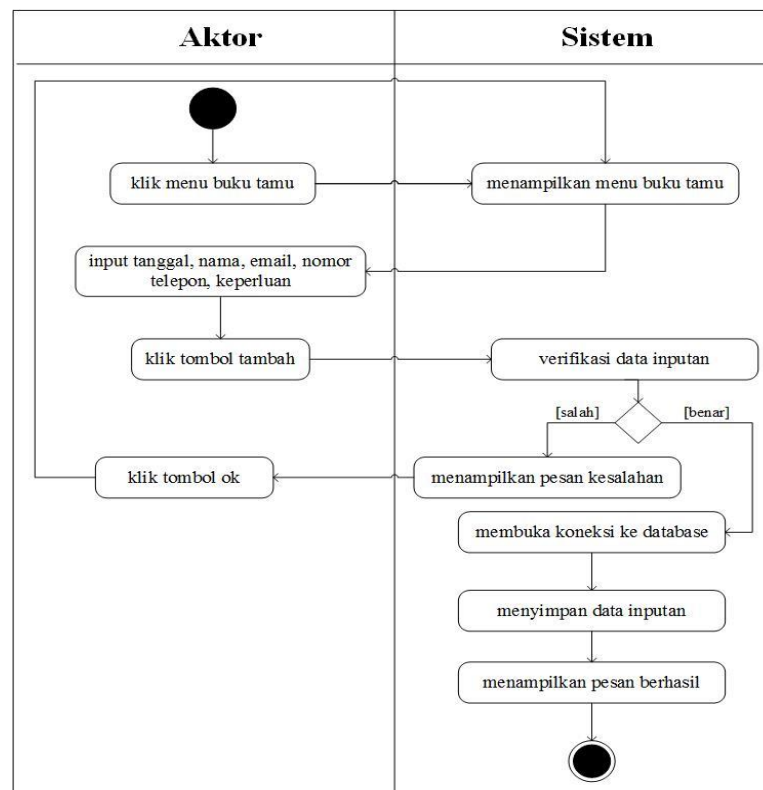 Aktor
Sistem
klik menu buku tamu
menampilkan menu buku tamu
input tanggal, nama, email, nomor
telepon, keperluan
klik tombol tambah
verifikasi data inputan
[salah]
[benar]
klik tombol ok
menampilkan pesan kesalahan
membuka koneksi ke database
menyimpan data inputan
menampilkan pesan berhasil